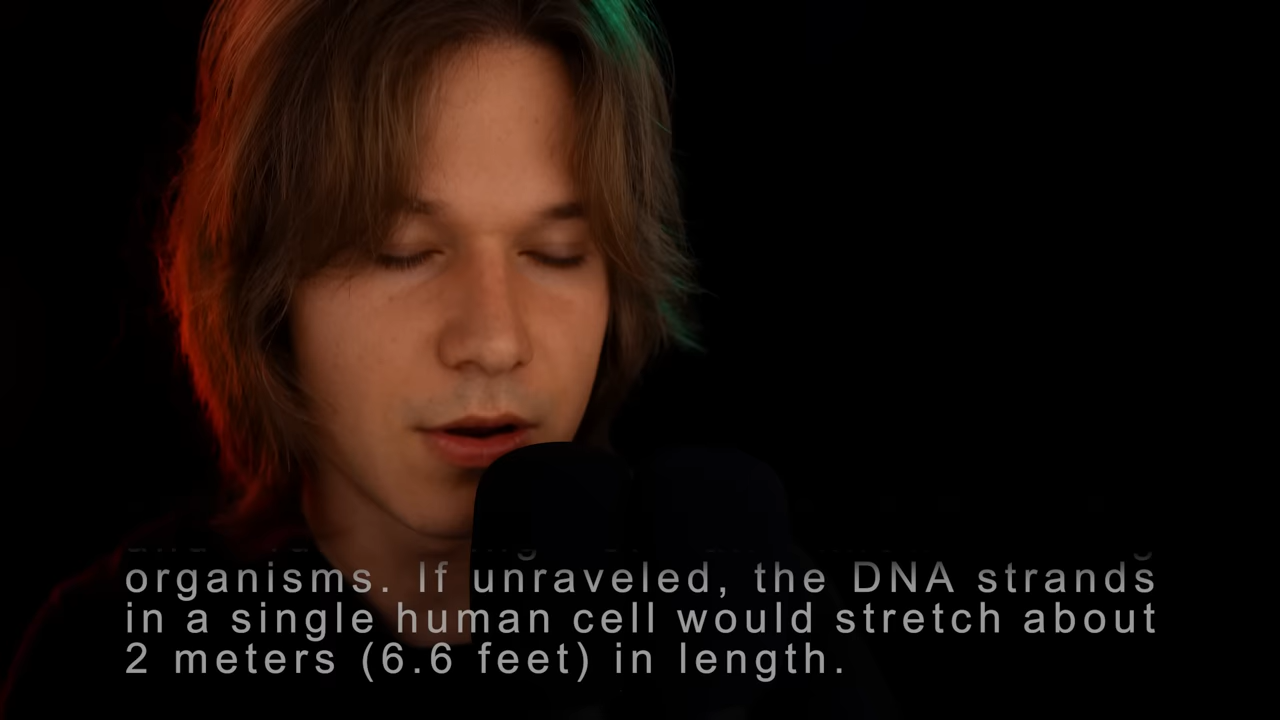 organisms. If unraveled, the DNA strands
in a single human cell would stretch about
2 meters (6.6 feet) in length.